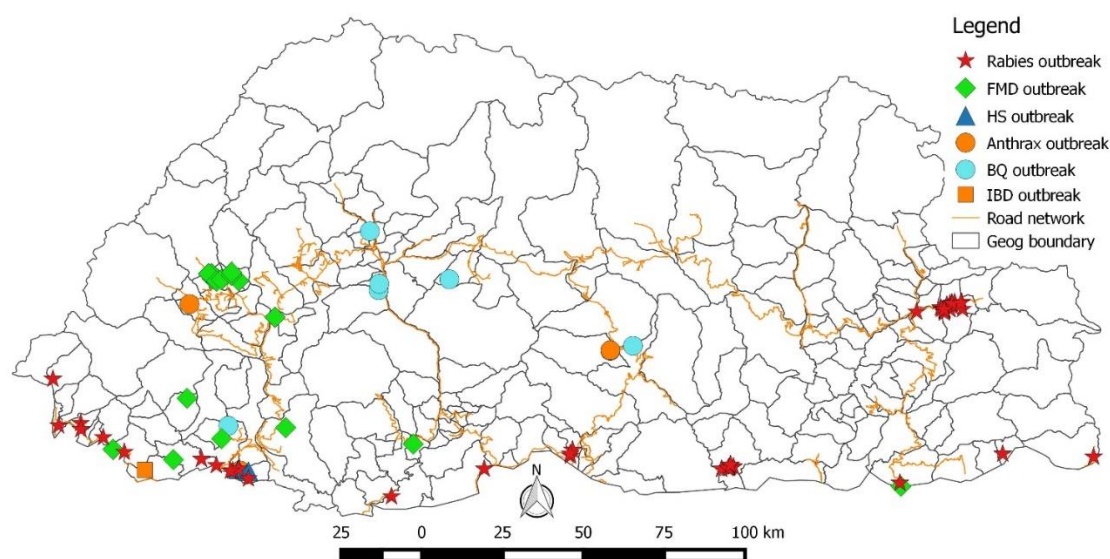 Legend
Rabies outbreak
FMD outbreak
HS outbreak
Anthrax outbreak
BQ outbreak
IBD outbreak
Road network
Geog boundary
N
25 0 25 50 75 100 km